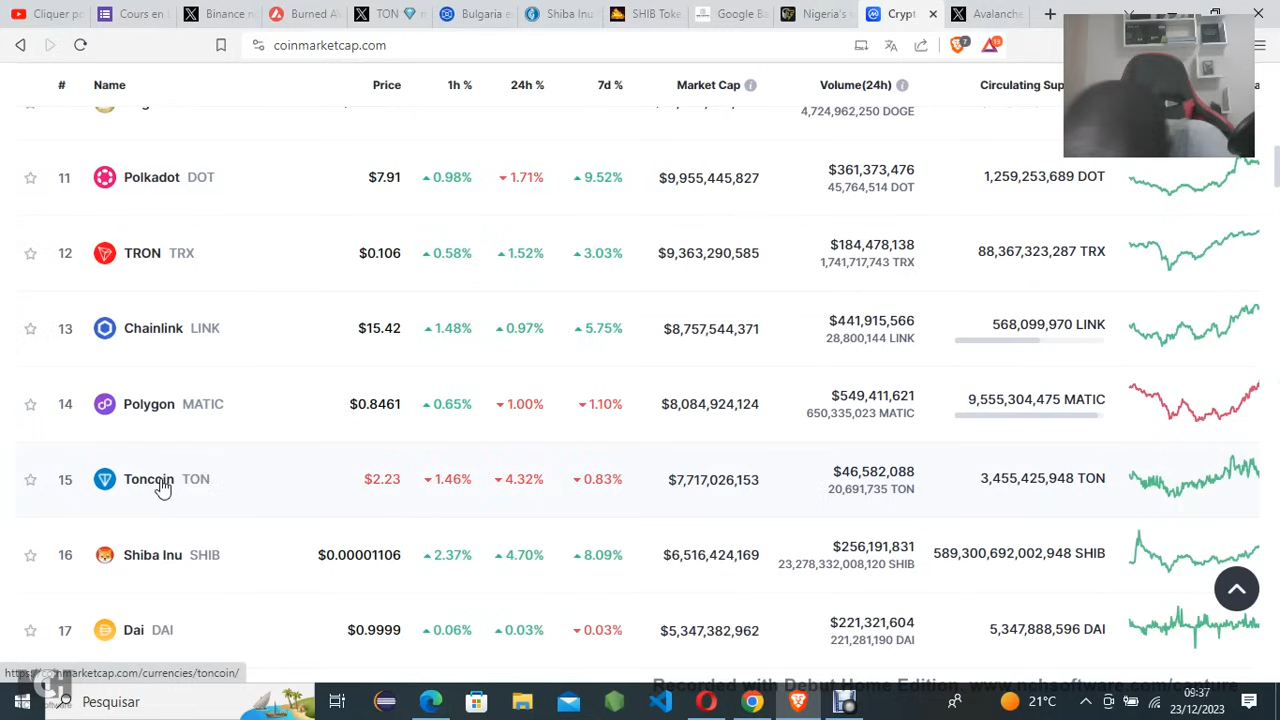 Cliquer po
Cours en l
Binance n
Burned A
TON
Bulgaria e
Shiba Inu
SHIB Toke
Google Ba
Nigeria's
Crypt
Avalanche
coinmarketcap.com
7
13
# Name Price 1h % 24h % 7d % Market Cap Volume(24h) Circulating Sup
4,724,962,250 DOGE
11 Polkadot DOT $7.91 0.98% 1.71% 9.52% $9,955,445,827 $361,373,476 1,259,253,689 DOT
45,764,514 DOT
12 TRON TRX $0.106 0.58% 1.52% 3.03% $9,363,290,585 $184,478,138 88,367,323,287 TRX
1,741,717,743 TRX
13 Chainlink LINK $15.42 1.48% 0.97% 5.75% $8,757,544,371 $441,915,566 568,099,970 LINK
28,800,144 LINK
14 Polygon MATIC $0.8461 0.65% 1.00% 1.10% $8,084,924,124 $549,411,621 9,555,304,475 MATIC
650,335,023 MATIC
15 Toncoin TON $2.23 1.46% 4.32% 0.83% $7,717,026,153 $46,582,088 3,455,425,948 TON
20,691,735 TON
16 Shiba Inu SHIB $0.00001106 2.37% 4.70% 8.09% $6,516,424,169 $256,191,831 589,300,692,002,948 SHIB
23,278,332,008,120 SHIB
17 Dai DAI $0.9999 0.06% 0.03% 0.03% $5,347,382,962 $221,321,604 5,347,888,596 DAI
221,281,190 DAI
https://coinmarketcap.com/currencies/toncoin/
Recorded with Debut Home Edition. www.nchsoftware.com/capture
Pesquisar
21°C
09:37
23/12/2023